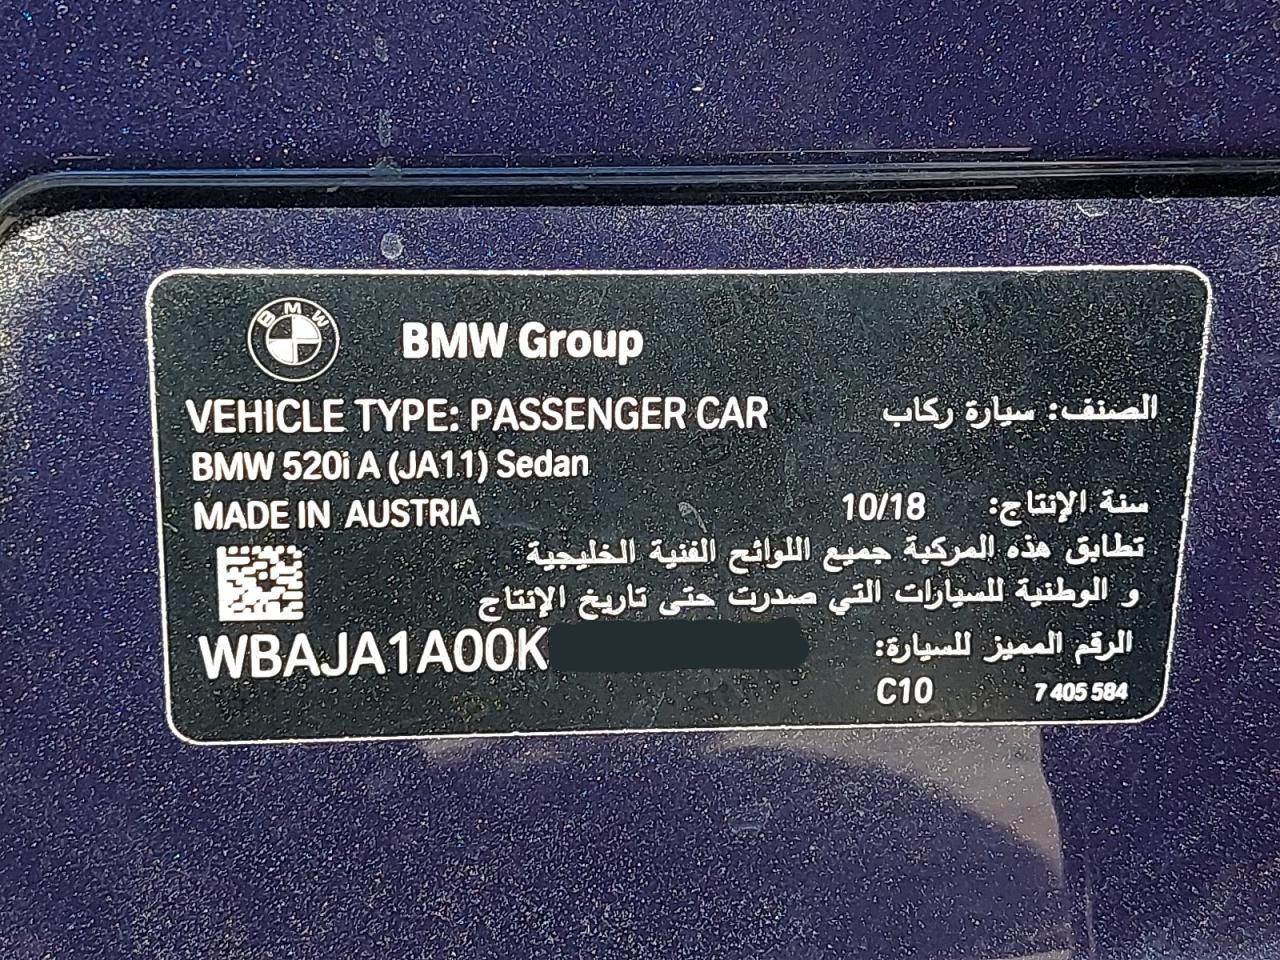 BMW
BMW Group
VEHICLE TYPE: PASSENGER CAR الصنف: سيارة ركاب
BMW 520i A (JA11) Sedan
MADE IN AUSTRIA سنة الإنتاج: 10/18
تطابق هذه المركبة جميع اللوائح الفنية الخليجية
و الوطنية للسيارات التي صدرت حتى تاريخ الإنتاج
WBAJA1A00K الرقم المميز للسيارة:
C10 7 405 584